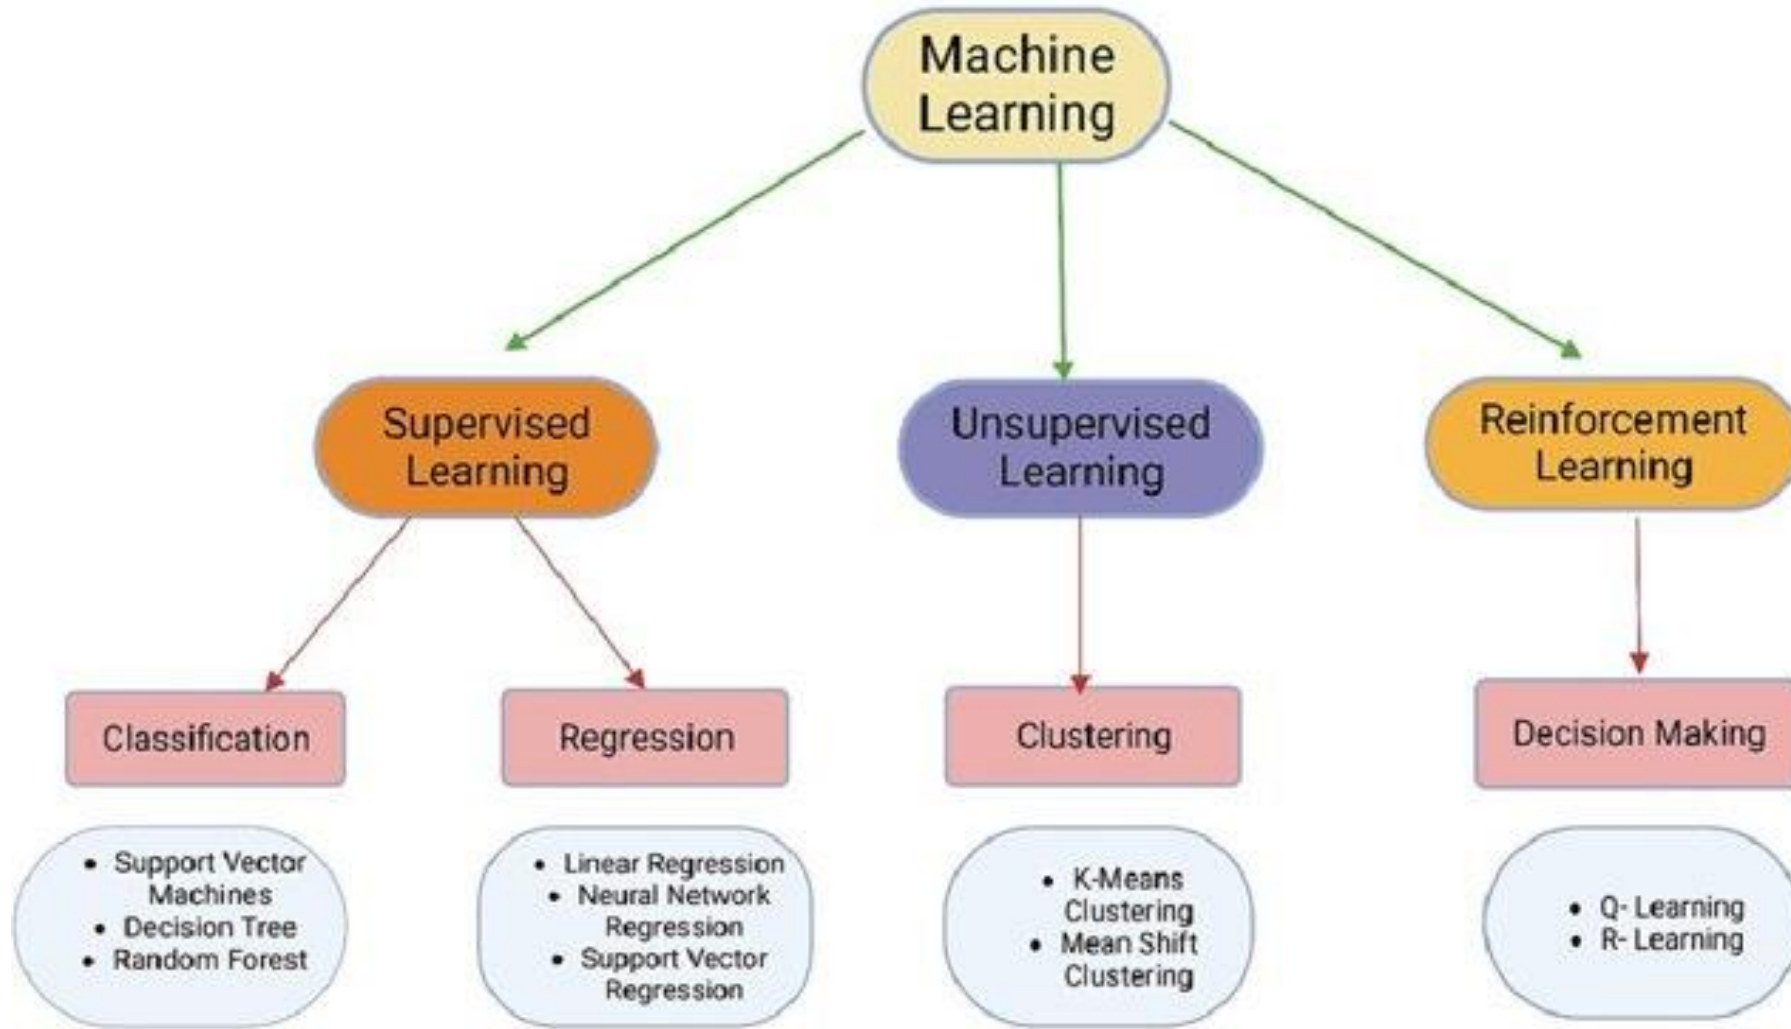 Machine
Learning
Supervised
Learning
Unsupervised
Learning
Reinforcement
Learning
Classification
Regression
Clustering
Decision Making
• Support Vector
Machines
• Decision Tree
• Random Forest
• Linear Regression
• Neural Network
Regression
• Support Vector
Regression
• K-Means
Clustering
• Mean Shift
Clustering
• Q- Learning
• R- Learning